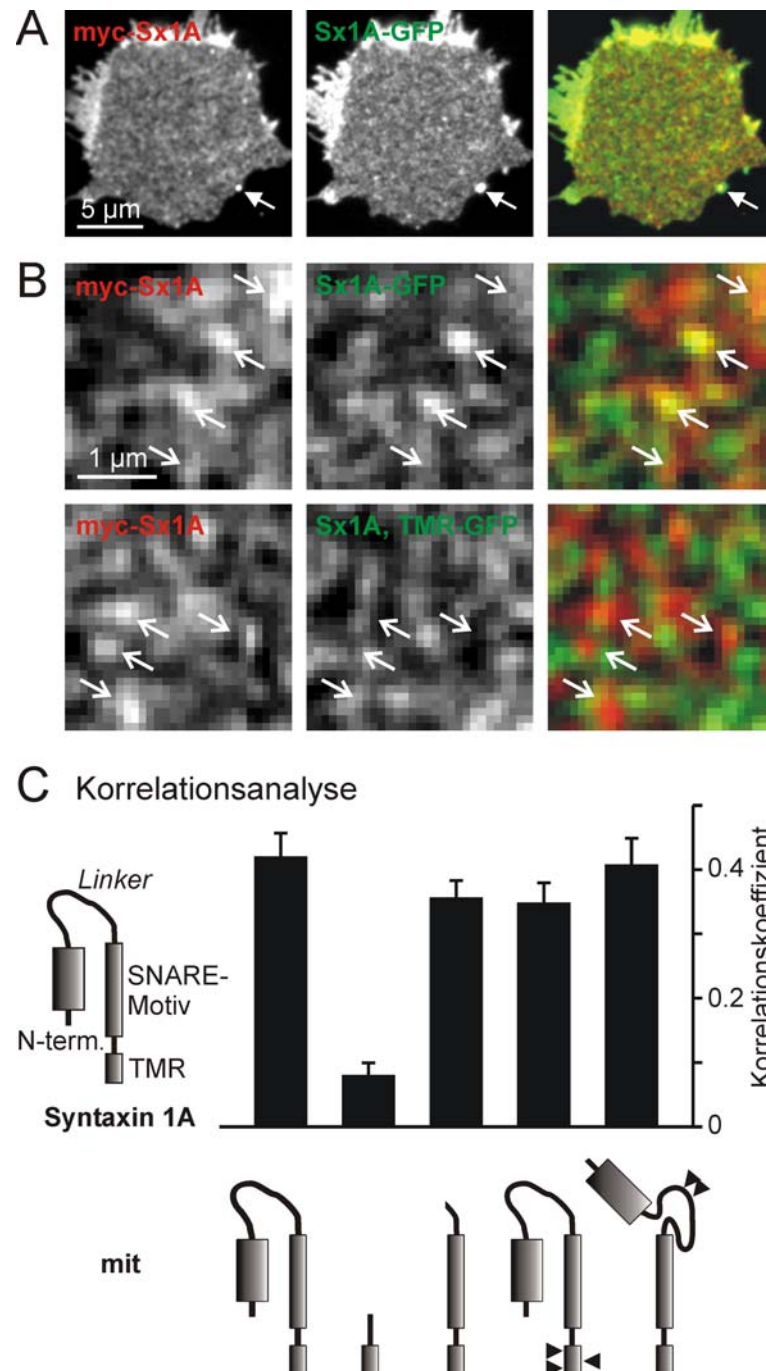 A
myc-Sx1A
Sx1A-GFP
5 µm
B
myc-Sx1A
Sx1A-GFP
1 µm
myc-Sx1A
Sx1A, TMR-GFP
C Korrelationsanalyse
Linker
SNARE-
Motiv
N-term.
TMR
Syntaxin 1A
0.4
0.2
0
Korrelationskoeffizient
mit